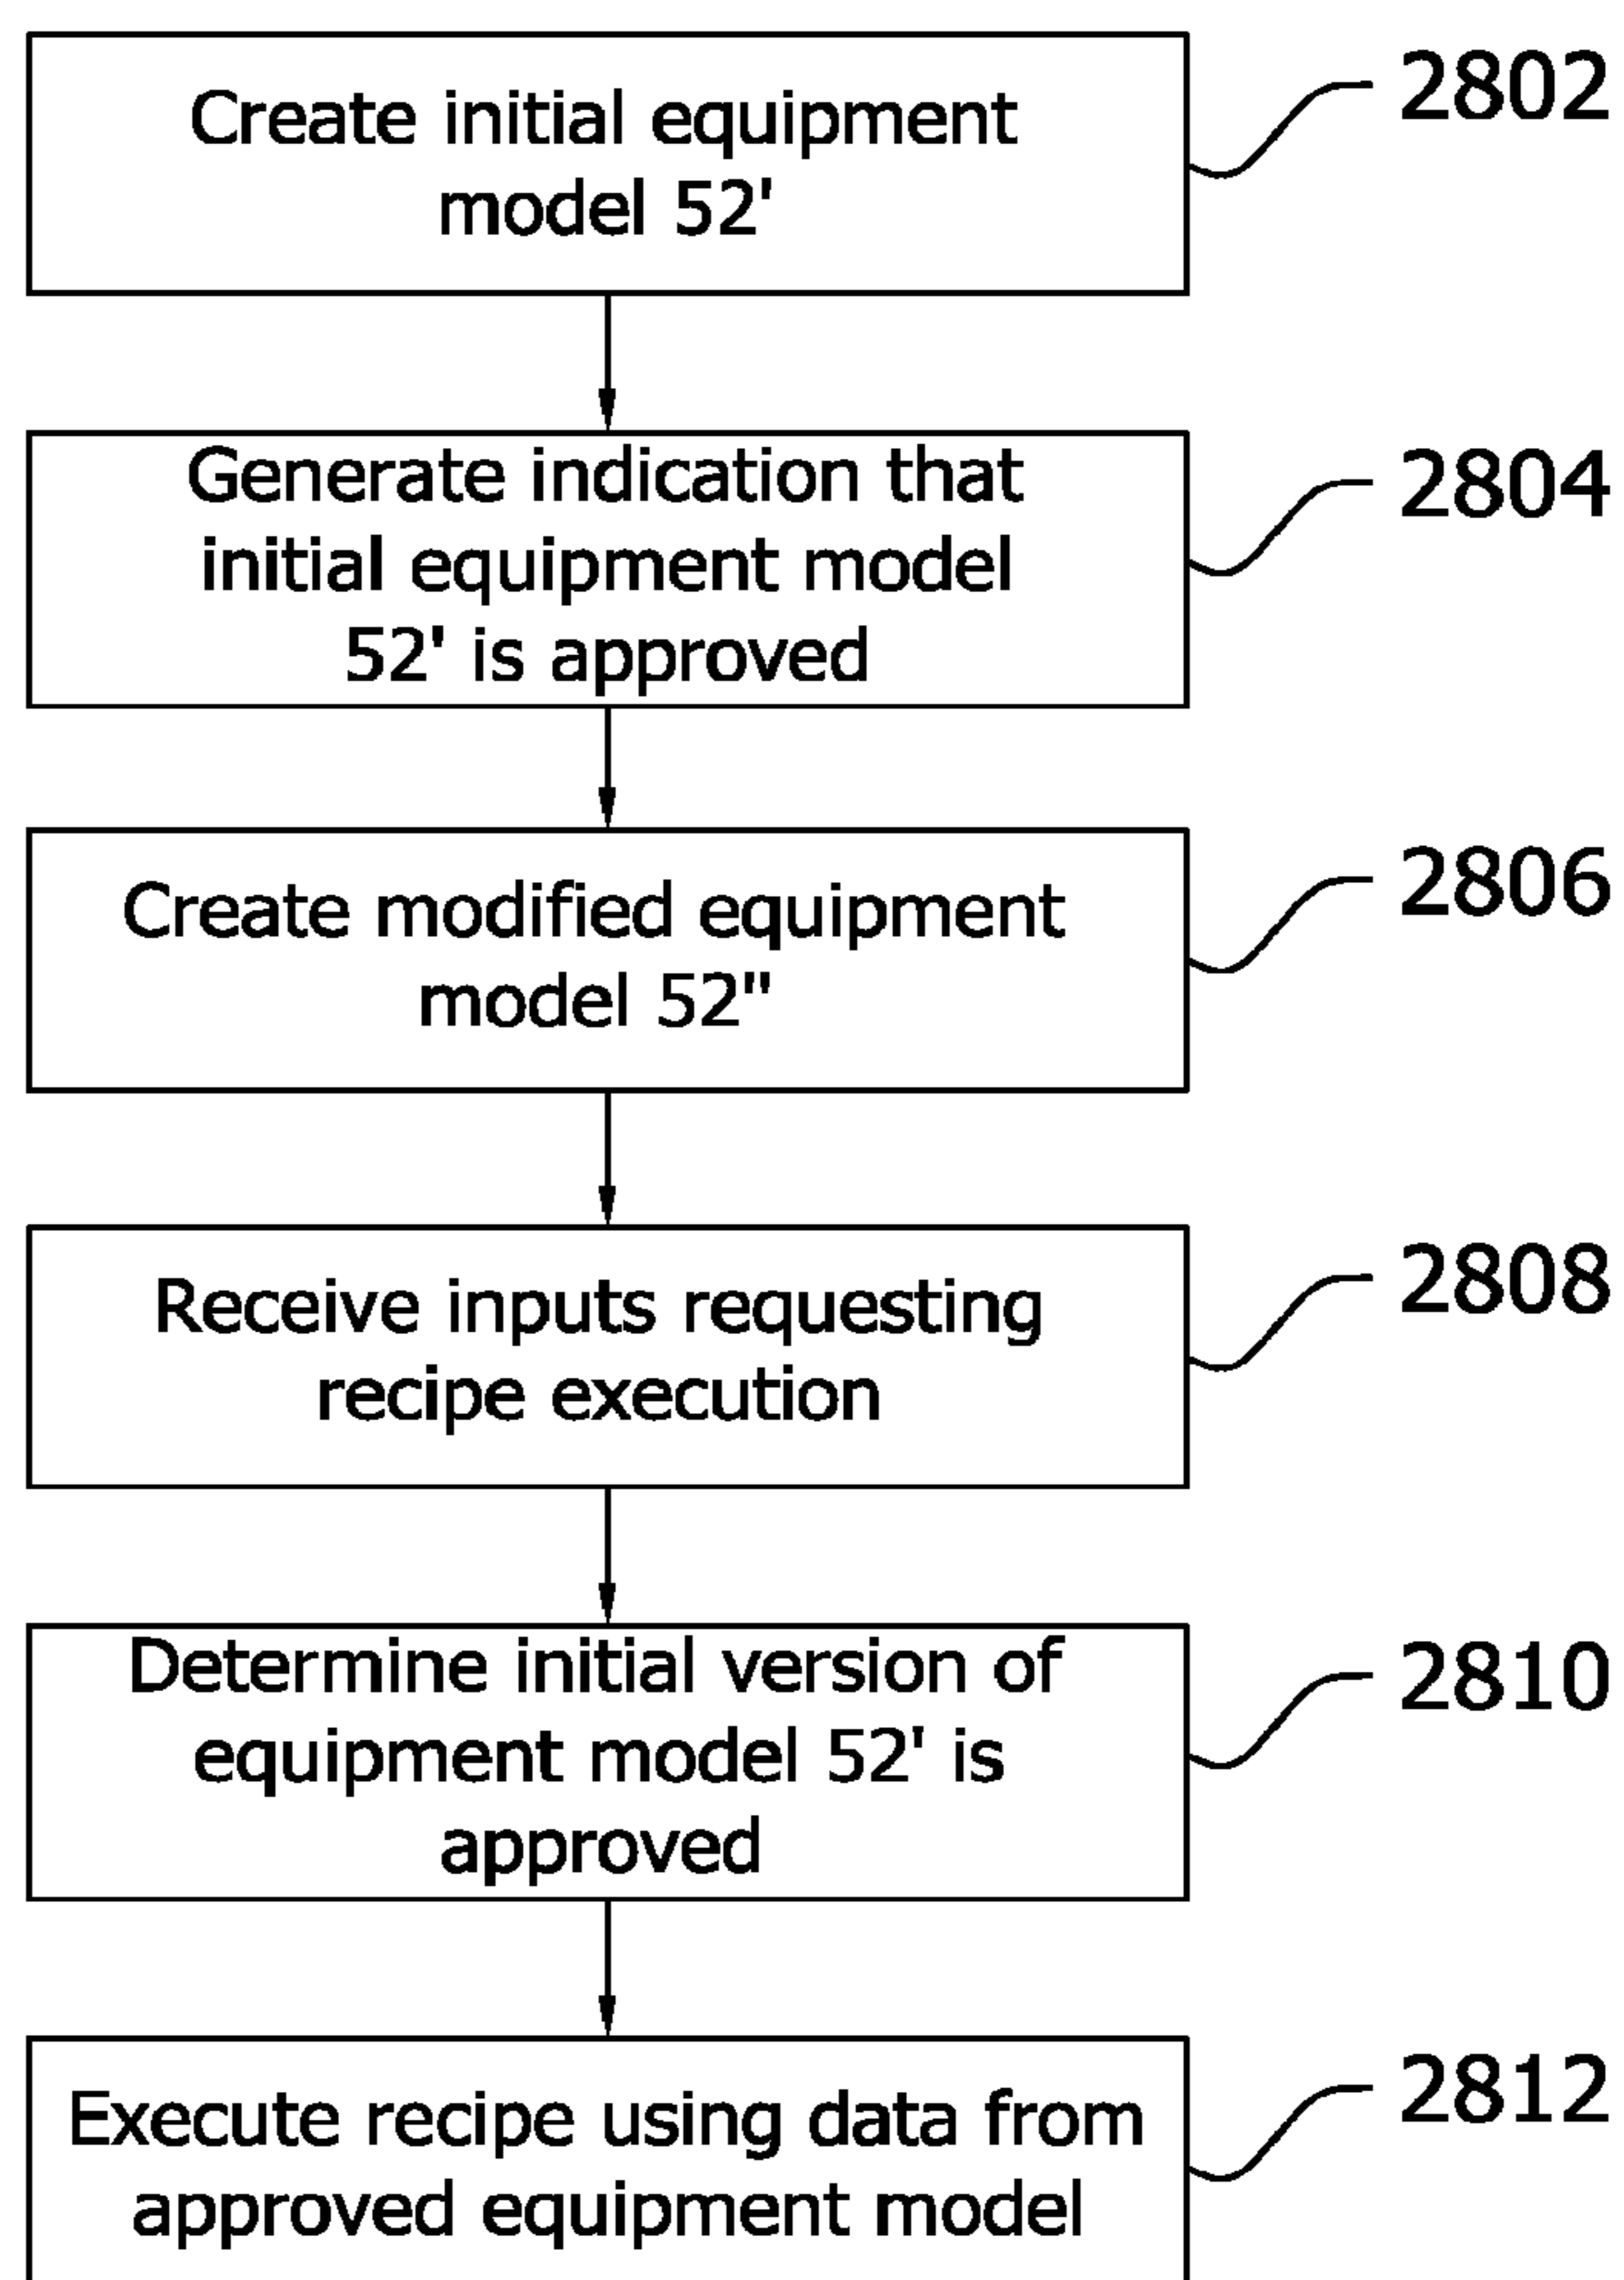 Create initial equipment
model 52'
2802
Generate indication that
initial equipment model
52' is approved
2804
Create modified equipment
model 52"
2806
Receive inputs requesting
recipe execution
2808
Determine initial version of
equipment model 52' is
approved
2810
Execute recipe using data from
approved equipment model
2812